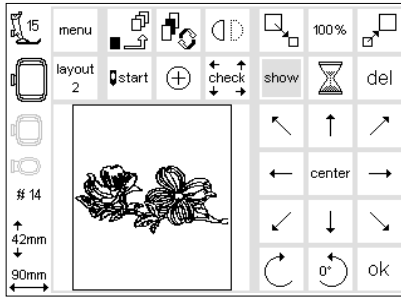 15
menu
100%
layout
2
start
check
show
del
center
# 14
42mm
90mm
0°
ok